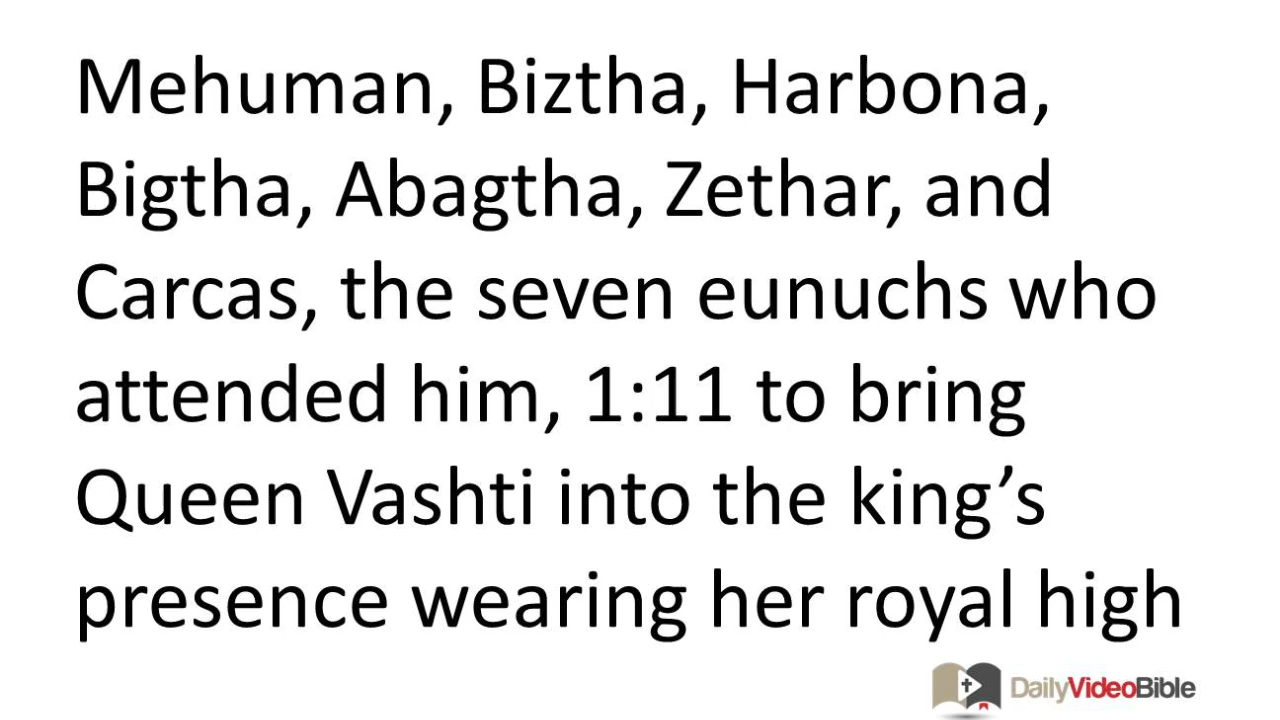 Mehuman, Biztha, Harbona,
Bigtha, Abagtha, Zethar, and
Carcas, the seven eunuchs who
attended him, 1:11 to bring
Queen Vashti into the king’s
presence wearing her royal high
DailyVideoBible